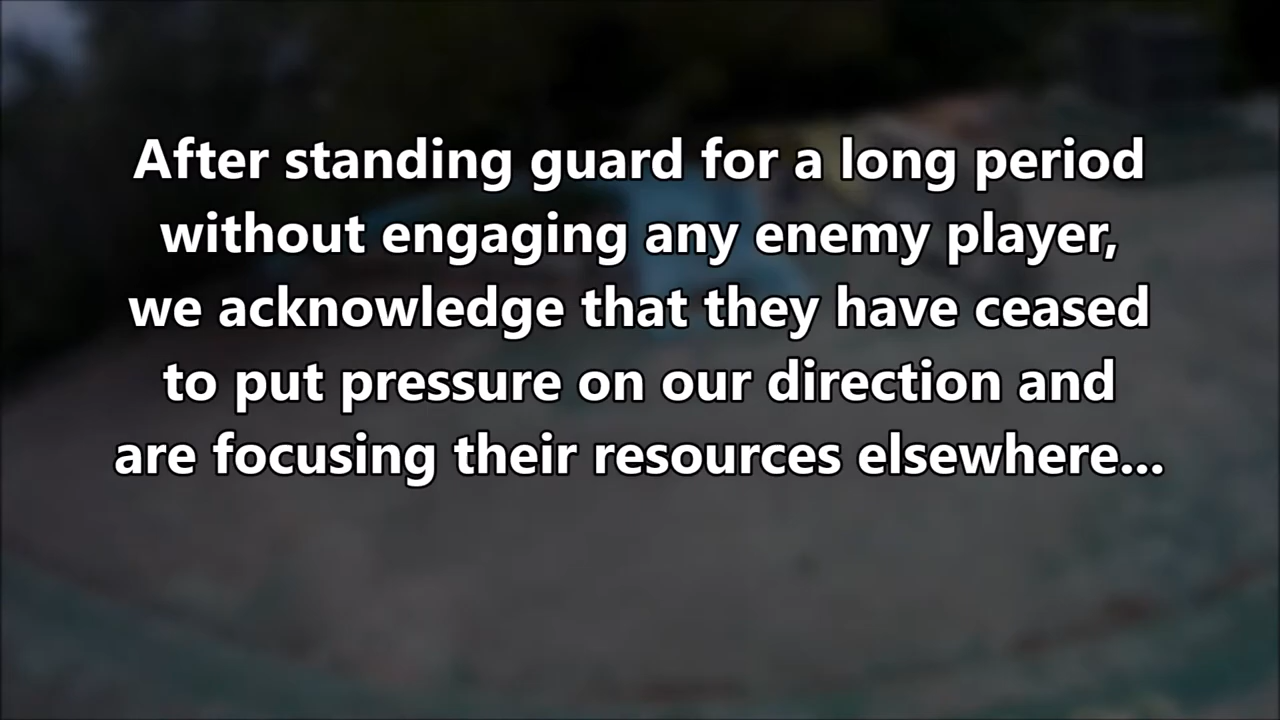 After standing guard for a long period
without engaging any enemy player,
we acknowledge that they have ceased
to put pressure on our direction and
are focusing their resources elsewhere...